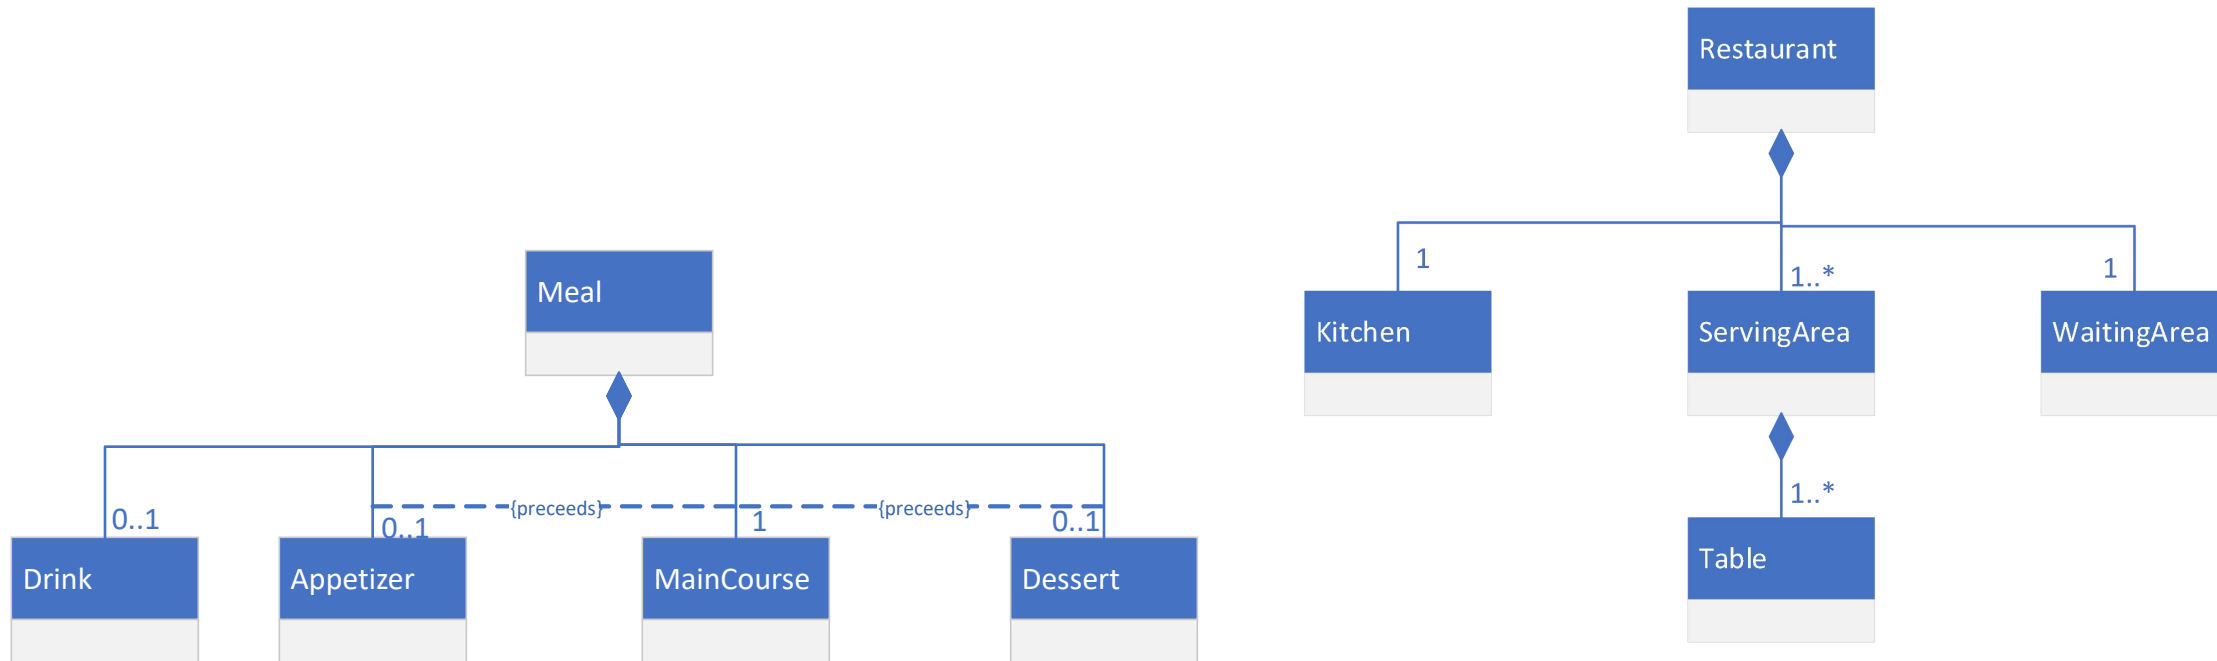 Restaurant
1
1..*
1
Meal
Kitchen
ServingArea
WaitingArea
1..*
0..1
0..1
{preceeds}
1
{preceeds}
0..1
Drink
Appetizer
MainCourse
Dessert
Table